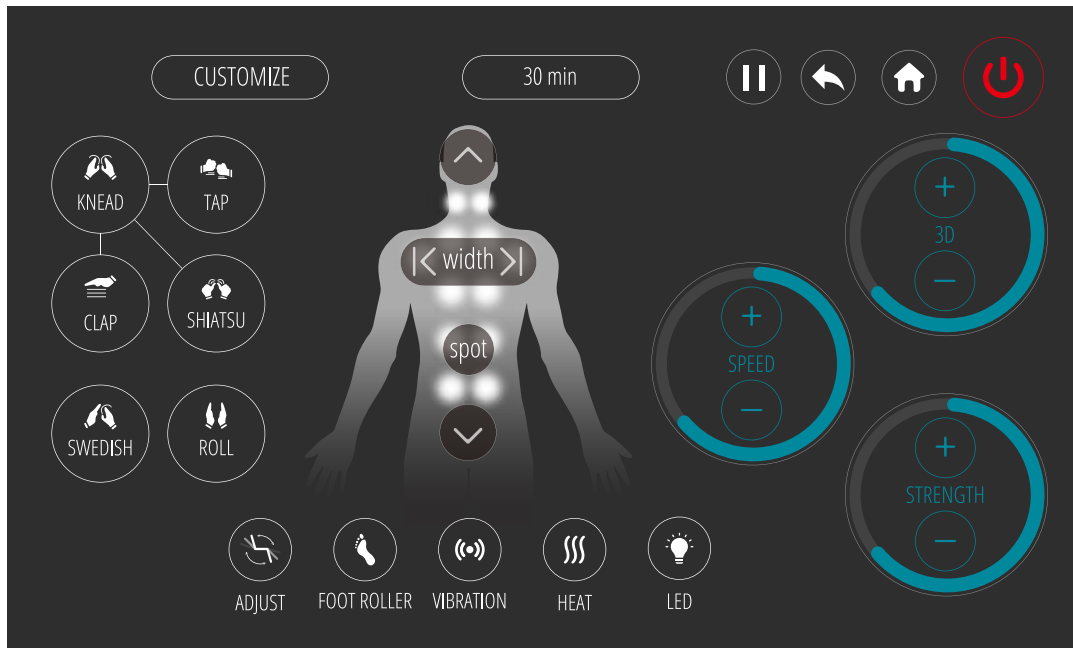 CUSTOMIZE
30 min
KNEAD
TAP
CLAP
SHIATSU
SWEDISH
ROLL
width
spot
3D
SPEED
STRENGTH
ADJUST
FOOT ROLLER
VIBRATION
HEAT
LED